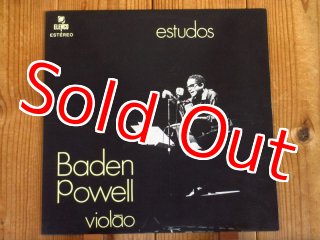 ELENCO
ESTÉREO
estudos
Sold Out
Baden
Powell
violão